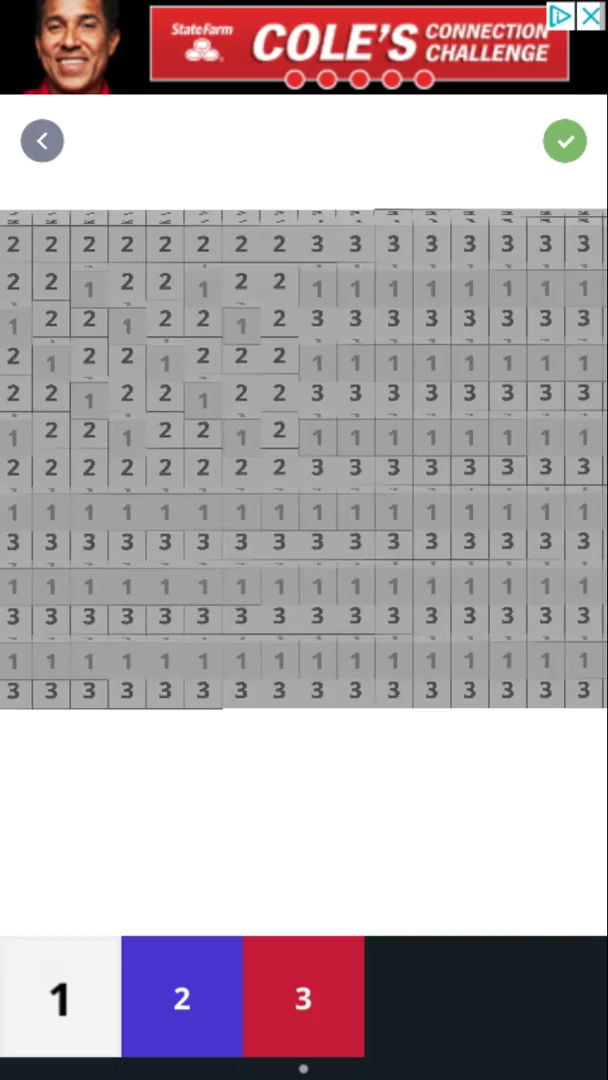 StateFarm
COLE'S CONNECTION CHALLENGE
2 2 2 2 2 2 2 2 3 3 3 3 3 3 3 3
2 2 1 2 2 1 2 2 1 1 1 1 1 1 1 1
1 2 2 1 2 2 1 2 3 3 3 3 3 3 3 3
2 1 2 2 1 2 2 2 1 1 1 1 1 1 1 1
2 2 1 2 2 1 2 2 3 3 3 3 3 3 3 3
1 2 2 1 2 2 1 2 1 1 1 1 1 1 1 1
2 2 2 2 2 2 2 2 3 3 3 3 3 3 3 3
1 1 1 1 1 1 1 1 1 1 1 1 1 1 1 1
3 3 3 3 3 3 3 3 3 3 3 3 3 3 3 3
1 1 1 1 1 1 1 1 1 1 1 1 1 1 1 1
3 3 3 3 3 3 3 3 3 3 3 3 3 3 3 3
1 1 1 1 1 1 1 1 1 1 1 1 1 1 1 1
3 3 3 3 3 3 3 3 3 3 3 3 3 3 3 3
1 2 3